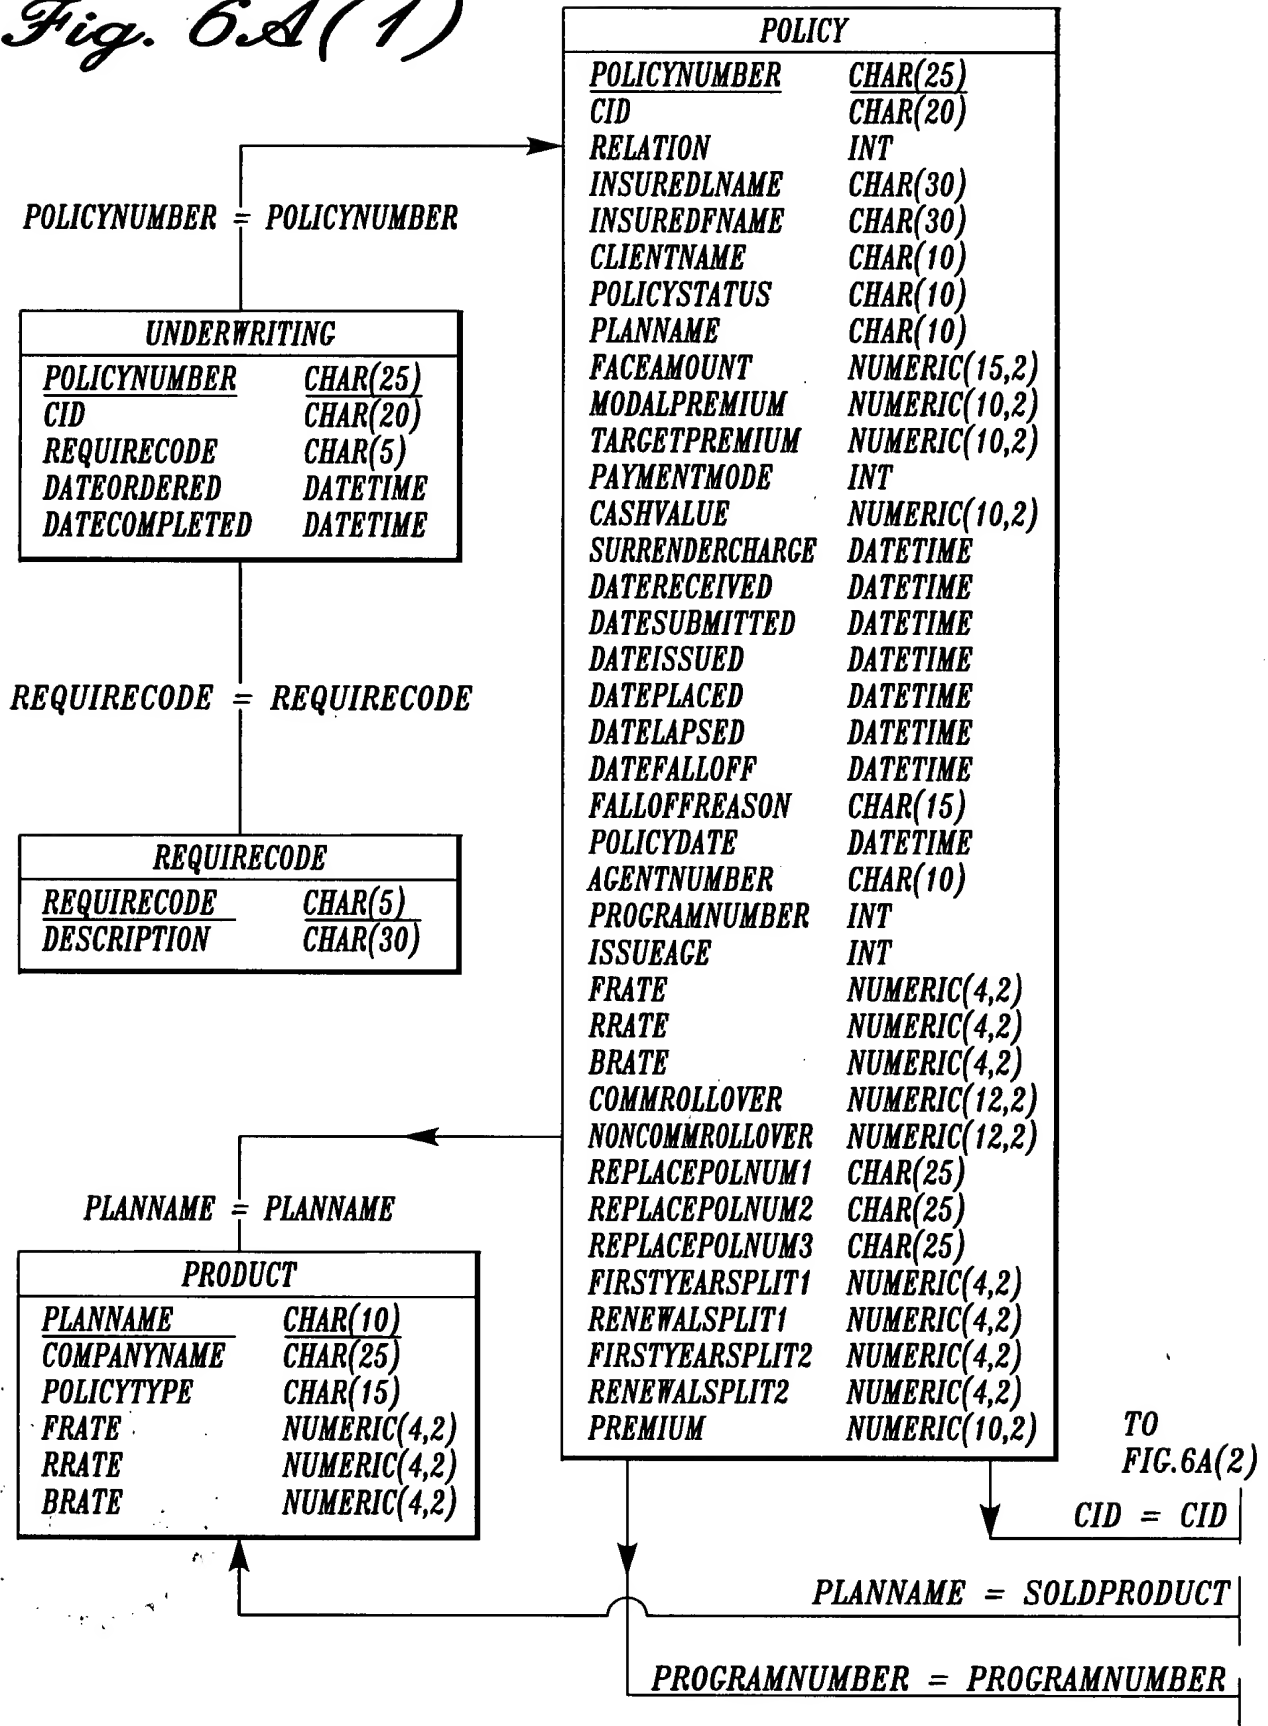 Fig. 6A(1)
POLICY
POLICYNUMBER CHAR(25)
CID CHAR(20)
RELATION INT
INSUREDLNAME CHAR(30)
INSUREDFNAME CHAR(30)
CLIENTNAME CHAR(10)
POLICYSTATUS CHAR(10)
PLANNAME CHAR(10)
FACEAMOUNT NUMERIC(15,2)
MODALPREMIUM NUMERIC(10,2)
TARGETPREMIUM NUMERIC(10,2)
PAYMENTMODE INT
CASHVALUE NUMERIC(10,2)
SURRENDERCHARGE DATETIME
DATERECEIVED DATETIME
DATESUBMITTED DATETIME
DATEISSUED DATETIME
DATEPLACED DATETIME
DATELAPSED DATETIME
DATEFALLOFF DATETIME
FALLOFFREASON CHAR(15)
POLICYDATE DATETIME
AGENTNUMBER CHAR(10)
PROGRAMNUMBER INT
ISSUEAGE INT
FRATE NUMERIC(4,2)
RRATE NUMERIC(4,2)
BRATE NUMERIC(4,2)
COMMROLLOVER NUMERIC(12,2)
NONCOMMROLLOVER NUMERIC(12,2)
REPLACEPOLNUM1 CHAR(25)
REPLACEPOLNUM2 CHAR(25)
REPLACEPOLNUM3 CHAR(25)
FIRSTYEARSPLIT1 NUMERIC(4,2)
RENEWALSPLIT1 NUMERIC(4,2)
FIRSTYEARSPLIT2 NUMERIC(4,2)
RENEWALSPLIT2 NUMERIC(4,2)
PREMIUM NUMERIC(10,2)
POLICYNUMBER = POLICYNUMBER
UNDERWRITING
POLICYNUMBER CHAR(25)
CID CHAR(20)
REQUIRECODE CHAR(5)
DATEORDERED DATETIME
DATECOMPLETED DATETIME
REQUIRECODE = REQUIRECODE
REQUIRECODE
REQUIRECODE CHAR(5)
DESCRIPTION CHAR(30)
PLANNAME = PLANNAME
PRODUCT
PLANNAME CHAR(10)
COMPANYNAME CHAR(25)
POLICYTYPE CHAR(15)
FRATE NUMERIC(4,2)
RRATE NUMERIC(4,2)
BRATE NUMERIC(4,2)
TO
FIG.6A(2)
CID = CID
PLANNAME = SOLDPRODUCT
PROGRAMNUMBER = PROGRAMNUMBER